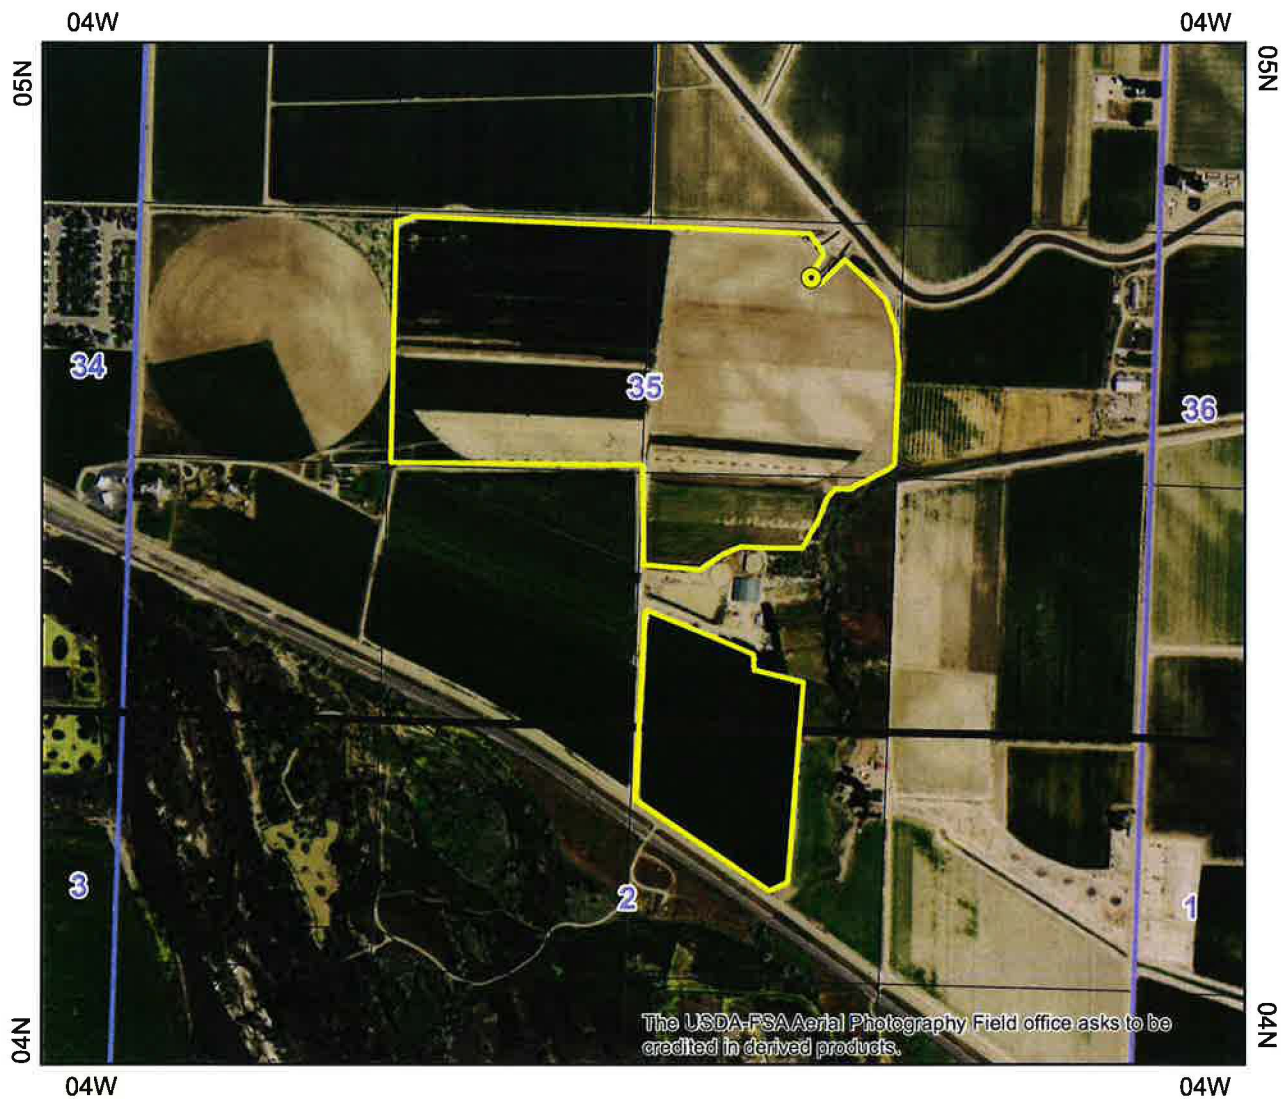 04W 04W
05N 05N
34 35 36
3 2 1
The USDA-FSA Aerial Photography Field office asks to be
credited in derived products.
04N 04N
04W 04W